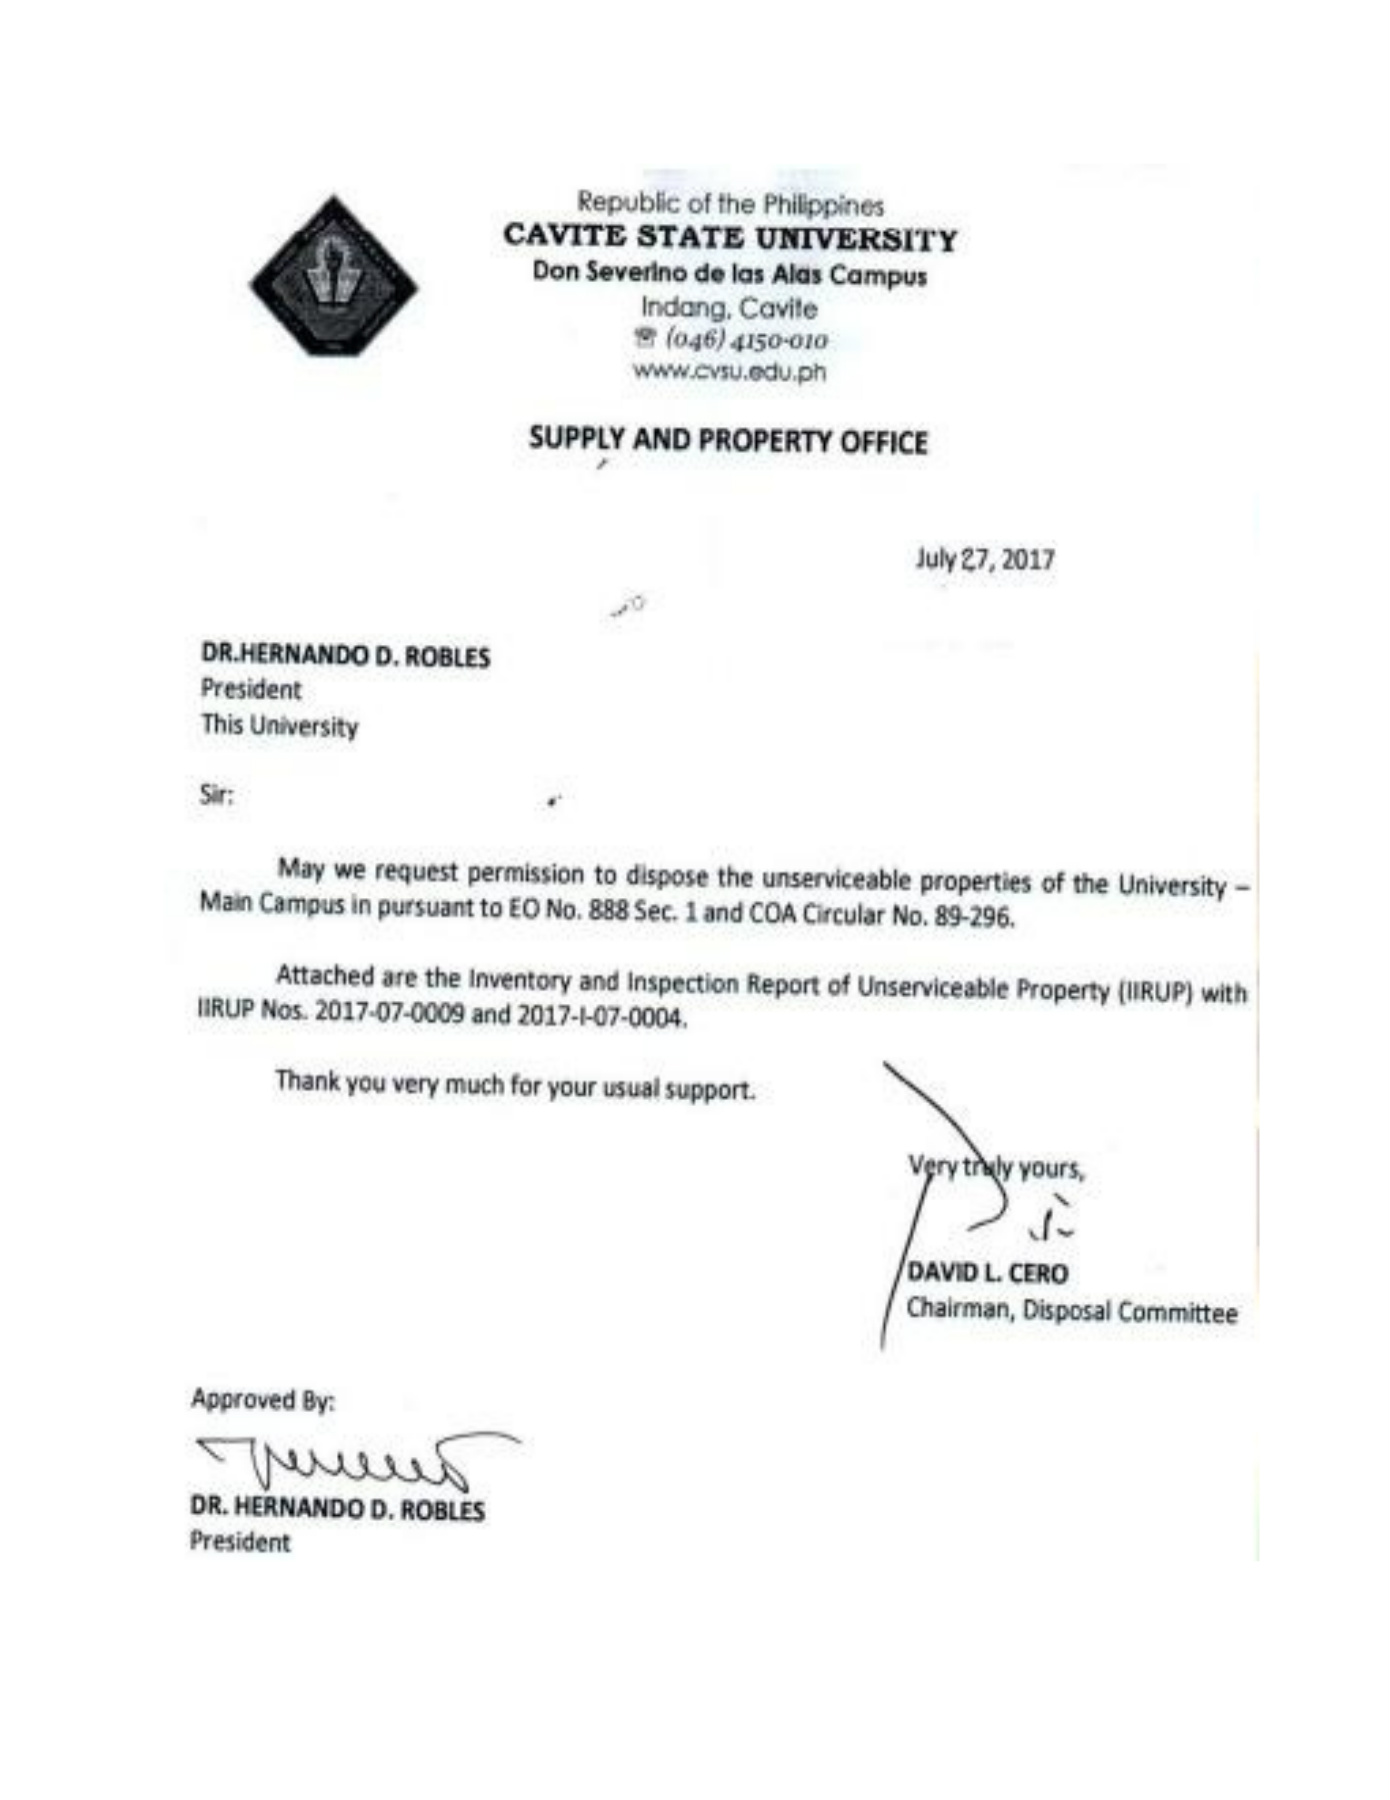 Republic of the Philippines
CAVITE STATE UNIVERSITY
Don Severino de las Alas Campus
Indang, Cavite
☏ (046) 4150-010
www.cvsu.edu.ph
SUPPLY AND PROPERTY OFFICE
July 27, 2017
DR.HERNANDO D. ROBLES
President
This University
Sir:
May we request permission to dispose the unserviceable properties of the University –
Main Campus in pursuant to EO No. 888 Sec. 1 and COA Circular No. 89-296.
Attached are the Inventory and Inspection Report of Unserviceable Property (IIRUP) with
IIRUP Nos. 2017-07-0009 and 2017-I-07-0004.
Thank you very much for your usual support.
Very truly yours,
DAVID L. CERO
Chairman, Disposal Committee
Approved By:
DR. HERNANDO D. ROBLES
President